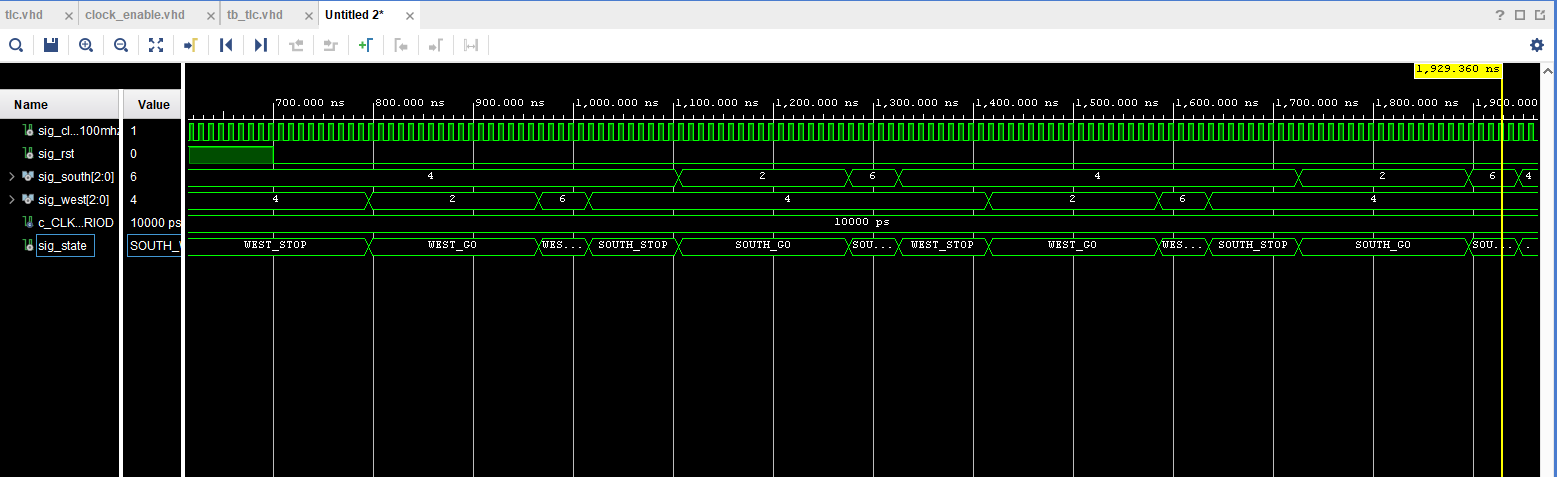 tlc.vhd × clock_enable.vhd × tb_tlc.vhd × Untitled 2* ×
?
1,929.360 ns
Name Value
700.000 ns 800.000 ns 900.000 ns 1,000.000 ns 1,100.000 ns 1,200.000 ns 1,300.000 ns 1,400.000 ns 1,500.000 ns 1,600.000 ns 1,700.000 ns 1,800.000 ns 1,900.000
sig_cl...100mhz 1
sig_rst 0
sig_south[2:0] 6 4 2 6 4 2 6 4
sig_west[2:0] 4 4 2 6 4 2 6 4
c_CLK...RIOD 10000 ps 10000 ps
sig_state SOUTH_ WEST_STOP WEST_GO WES... SOUTH_STOP SOUTH_GO SOU... WEST_STOP WEST_GO WES... SOUTH_STOP SOUTH_GO SOU... .